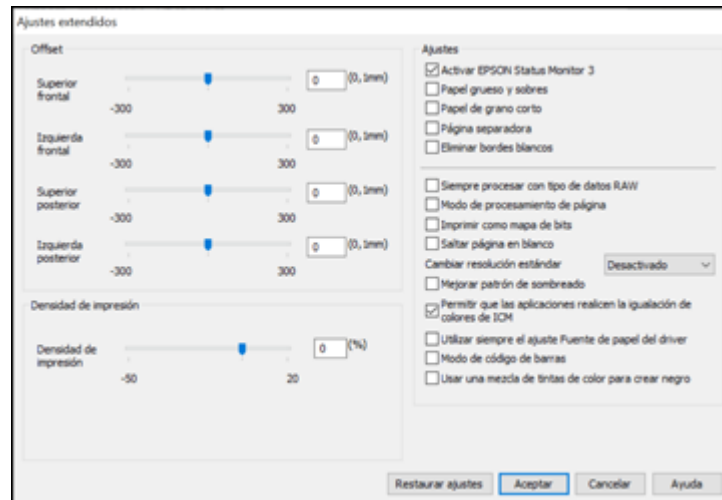 Ajustes extendidos
Offset
Superior
frontal
0
(0,1mm)
-300
300
Izquierda
frontal
0
(0,1mm)
-300
300
Superior
posterior
0
(0,1mm)
-300
300
Izquierda
posterior
0
(0,1mm)
-300
300
Densidad de impresión
Densidad de
impresión
0
(%)
-50
20
Ajustes
Activar EPSON Status Monitor 3
Papel grueso y sobres
Papel de grano corto
Página separadora
Eliminar bordes blancos
Siempre procesar con tipo de datos RAW
Modo de procesamiento de página
Imprimir como mapa de bits
Saltar página en blanco
Cambiar resolución estándar
Desactivado
Mejorar patrón de sombreado
Permitir que las aplicaciones realicen la igualación de
colores de ICM
Utilizar siempre el ajuste Fuente de papel del driver
Modo de código de barras
Usar una mezcla de tintas de color para crear negro
Restaurar ajustes
Aceptar
Cancelar
Ayuda